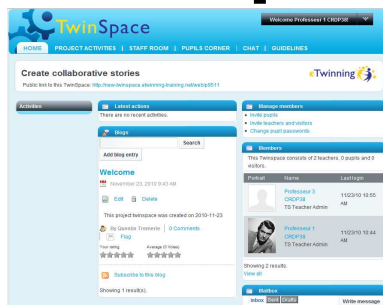 TwinSpace
Welcome Professeur 1 CRDP38!
HOME PROJECT ACTIVITIES | STAFF ROOM | PUPILS CORNER | CHAT | GUIDELINES
Create collaborative stories
Public link to this TwinSpace: http://new-twinspace.etwinning-training.net/web/p8511
eTwinning
Activities
Latest actions
There are no recent activities.
Blogs
Search
Add blog entry
Welcome
November 23, 2010 9:43 AM
Edit Delete
This project twinspace was created on 2010-11-23
By Quentin Tronerie | 0 Comments
Flag
Your rating Average (0 Votes)
Subscribe to this blog
Showing 1 result(s).
Manage members
Invite pupils
Invite teachers and visitors
Change pupil passwords
Members
This Twinspace consists of 2 teachers, 0 pupils and 0 visitors.
Portrait Name Last login
Professeur 3 CRDP38
TS Teacher Admin
11/23/10 10:55 AM
Professeur 1 CRDP38
TS Teacher Admin
11/23/10 10:44 AM
Showing 2 results.
View all
Mailbox
Inbox Sent Drafts Write message